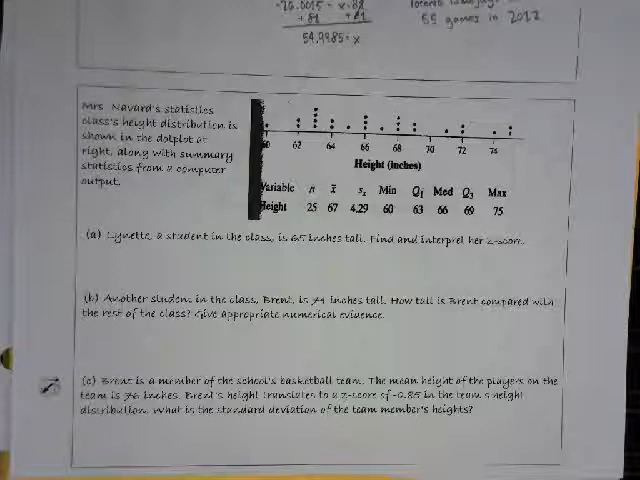 -20.0015 = x-82
+81 +81
54.9985 = x
55 games in 2012
Mrs. Navard's statistics
class's height distribution is
shown in the dotplot at
right, along with summary
statistics from a computer
output.
60 62 64 66 68 70 72 74
Height (inches)
Variable n x̄ sₓ Min Q₁ Med Q₃ Max
Height 25 67 4.29 60 63 66 69 75
(a) Lynette, a student in the class, is 65 inches tall. Find and interpret her z-score.
(b) Another student in the class, Brent, is 74 inches tall. How tall is Brent compared with
the rest of the class? Give appropriate numerical evidence.
(c) Brent is a member of the school's basketball team. The mean height of the players on the
team is 76 inches. Brent's height translates to a z-score of -0.85 in the team's height
distribution. What is the standard deviation of the team member's heights?